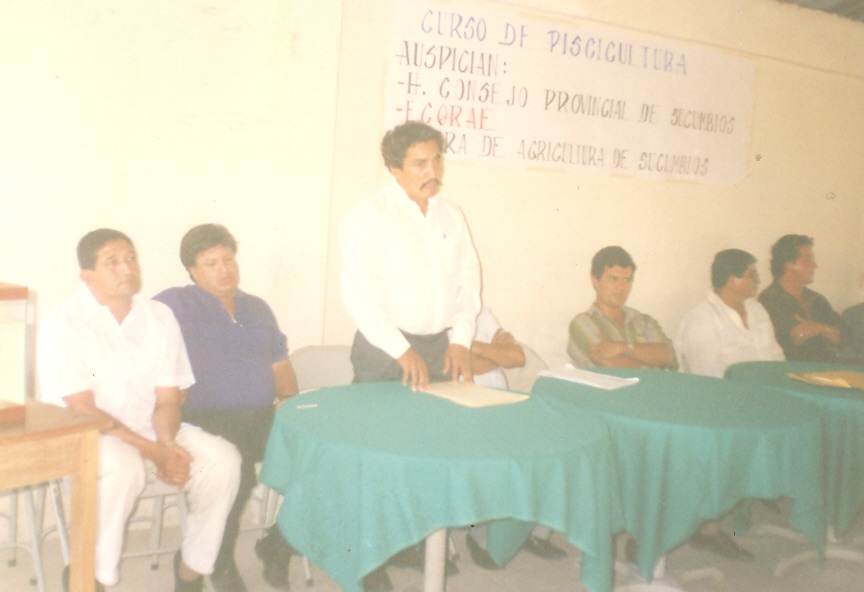 CURSO DE PISCICULTURA
AUSPICIAN:
-H. CONSEJO PROVINCIAL DE SUCUMBIOS
-ECORAE
RA DE AGRICULTURA DE SUCUMBIOS